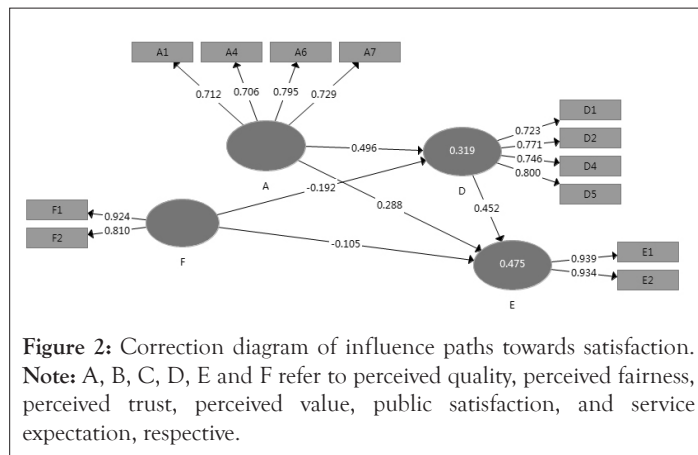 A1 A4 A6 A7
0.712 0.706 0.795 0.729
A
F1
F2
0.924
0.810
F
0.496
-0.192
0.288
-0.105
0.319
D
0.723
0.771
0.746
0.800
D1
D2
D4
D5
0.452
0.475
E
0.939
0.934
E1
E2
Figure 2: Correction diagram of influence paths towards satisfaction.
Note: A, B, C, D, E and F refer to perceived quality, perceived fairness,
perceived trust, perceived value, public satisfaction, and service
expectation, respective.